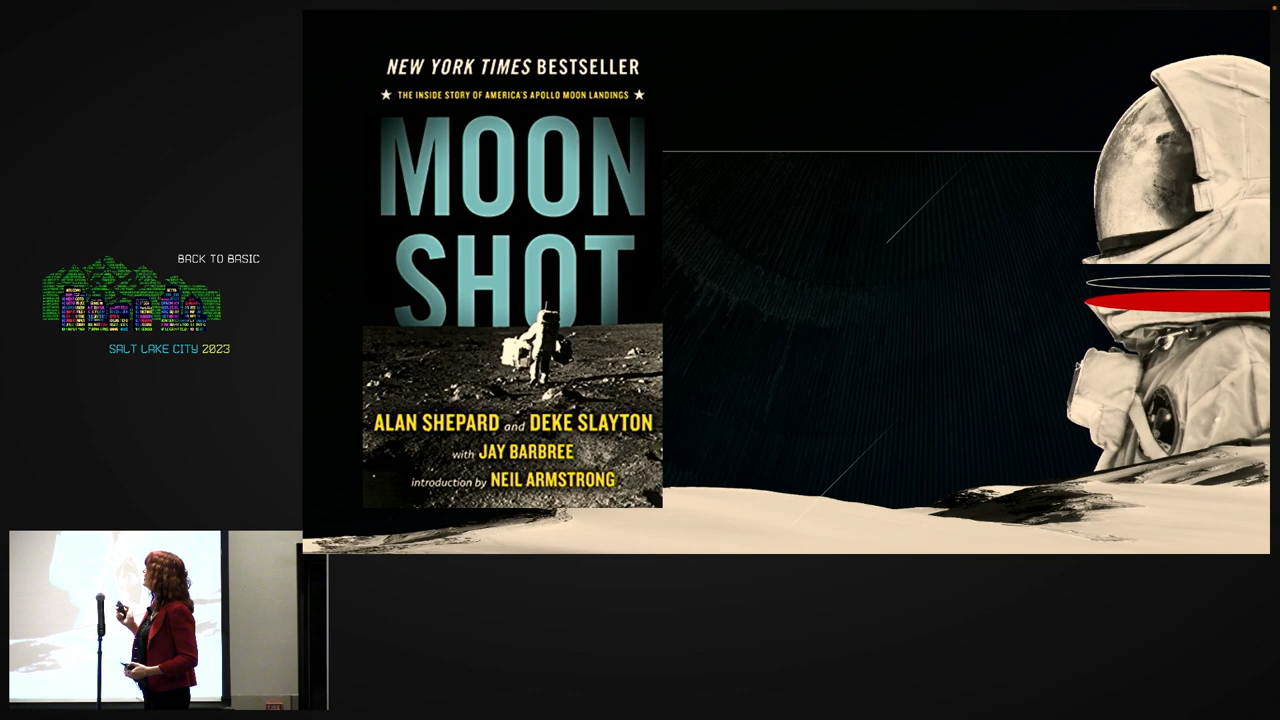 BACK TO BASIC
SALT LAKE CITY 2023
NEW YORK TIMES BESTSELLER
THE INSIDE STORY OF AMERICA'S APOLLO MOON LANDINGS
MOON
SHOT
ALAN SHEPARD and DEKE SLAYTON
with JAY BARBREE
introduction by NEIL ARMSTRONG